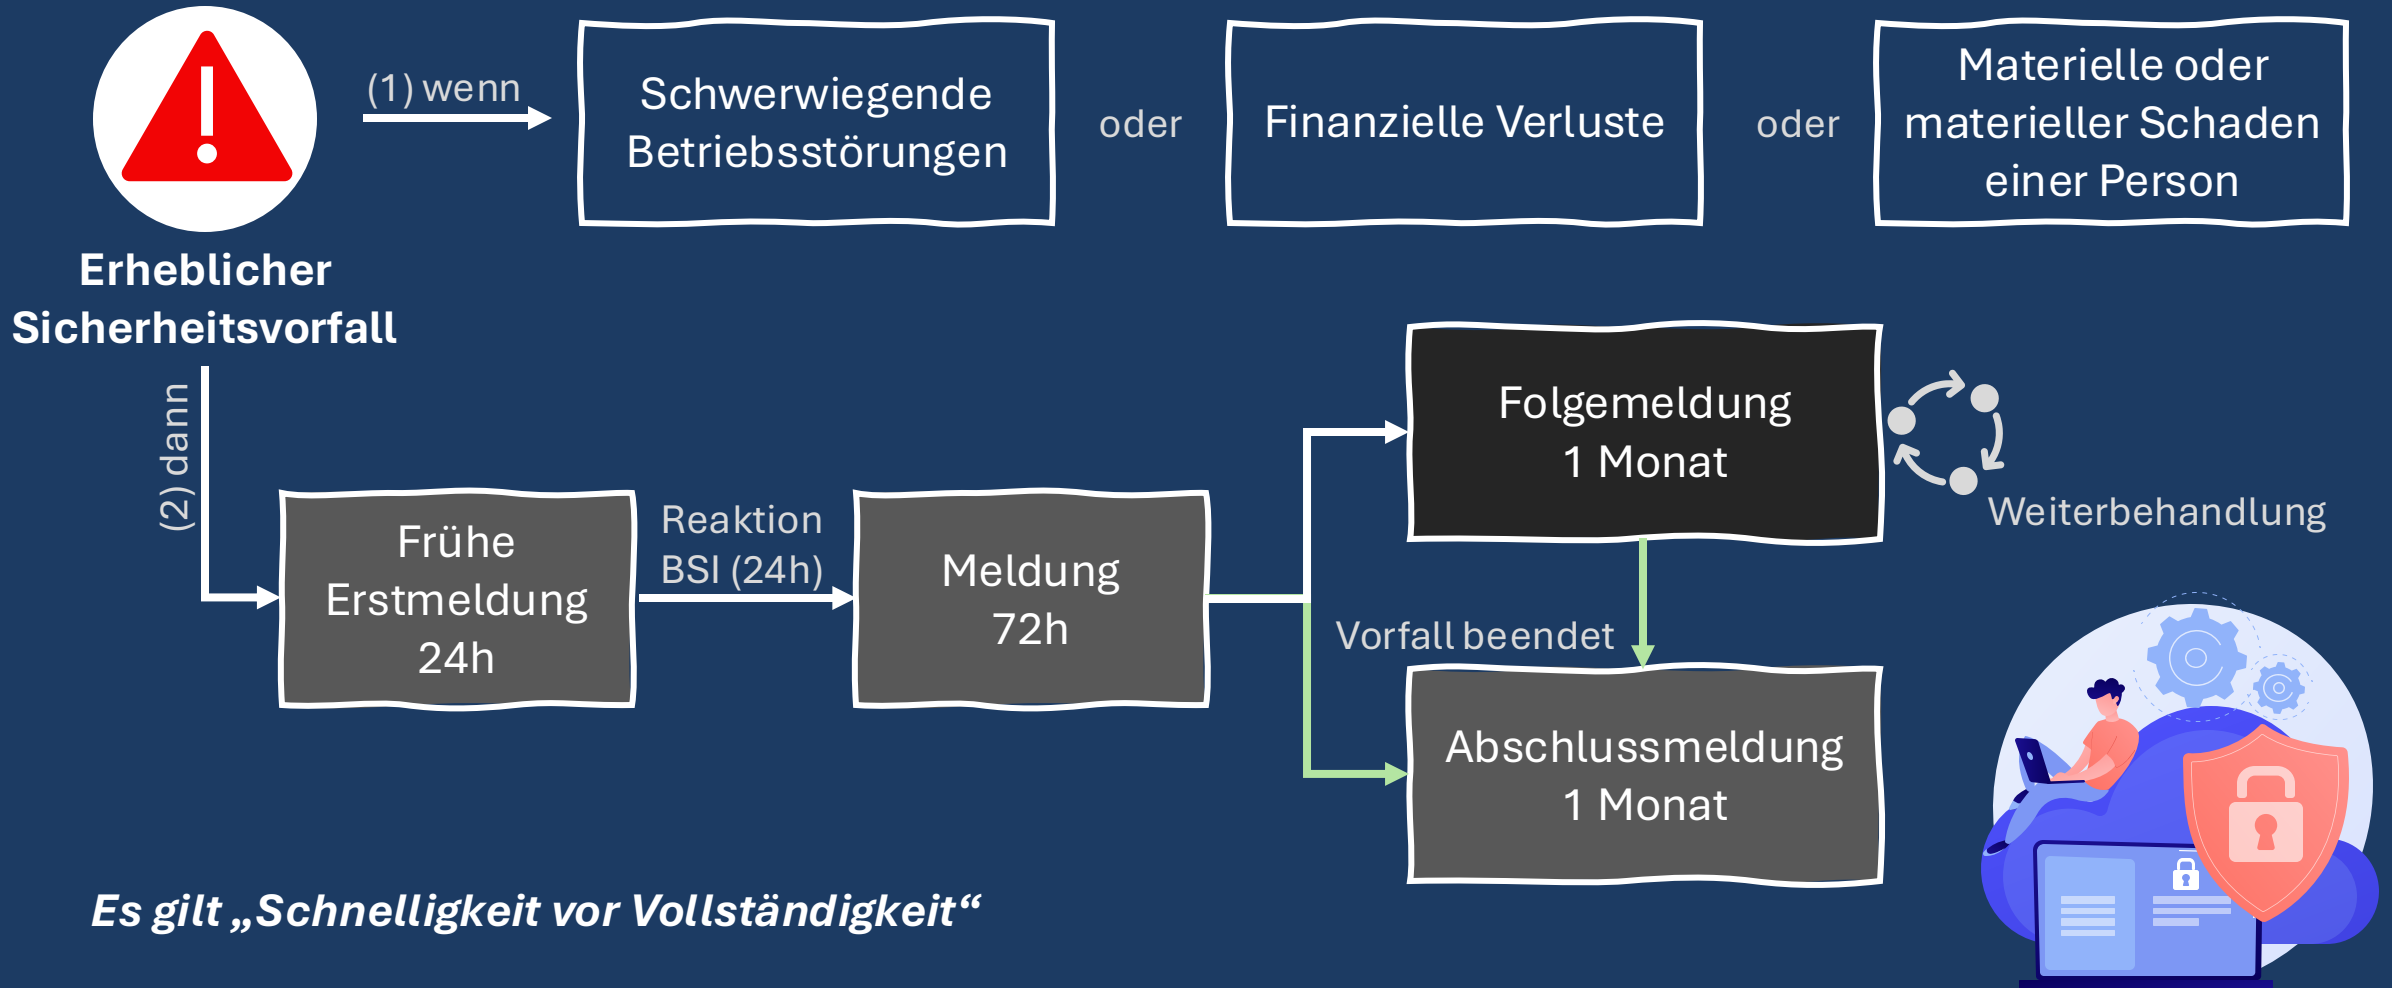 (1) wenn
Schwerwiegende
Betriebsstörungen
oder
Finanzielle Verluste
oder
Materielle oder
materieller Schaden
einer Person
Erheblicher
Sicherheitsvorfall
(2) dann
Frühe
Erstmeldung
24h
Reaktion
BSI (24h)
Meldung
72h
Folgemeldung
1 Monat
Weiterbehandlung
Vorfall beendet
Abschlussmeldung
1 Monat
Es gilt „Schnelligkeit vor Vollständigkeit“